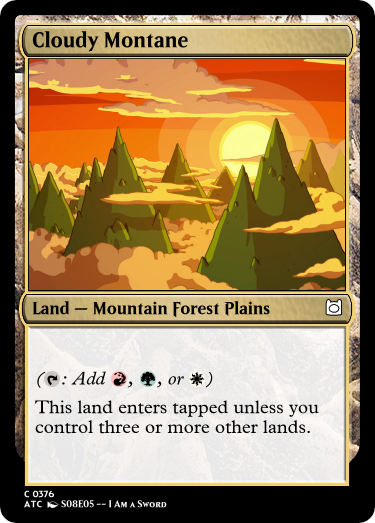 Cloudy Montane
Land — Mountain Forest Plains
(: Add , , or )
This land enters tapped unless you
control three or more other lands.
C 0376
ATC S08E05 -- I Am a Sword